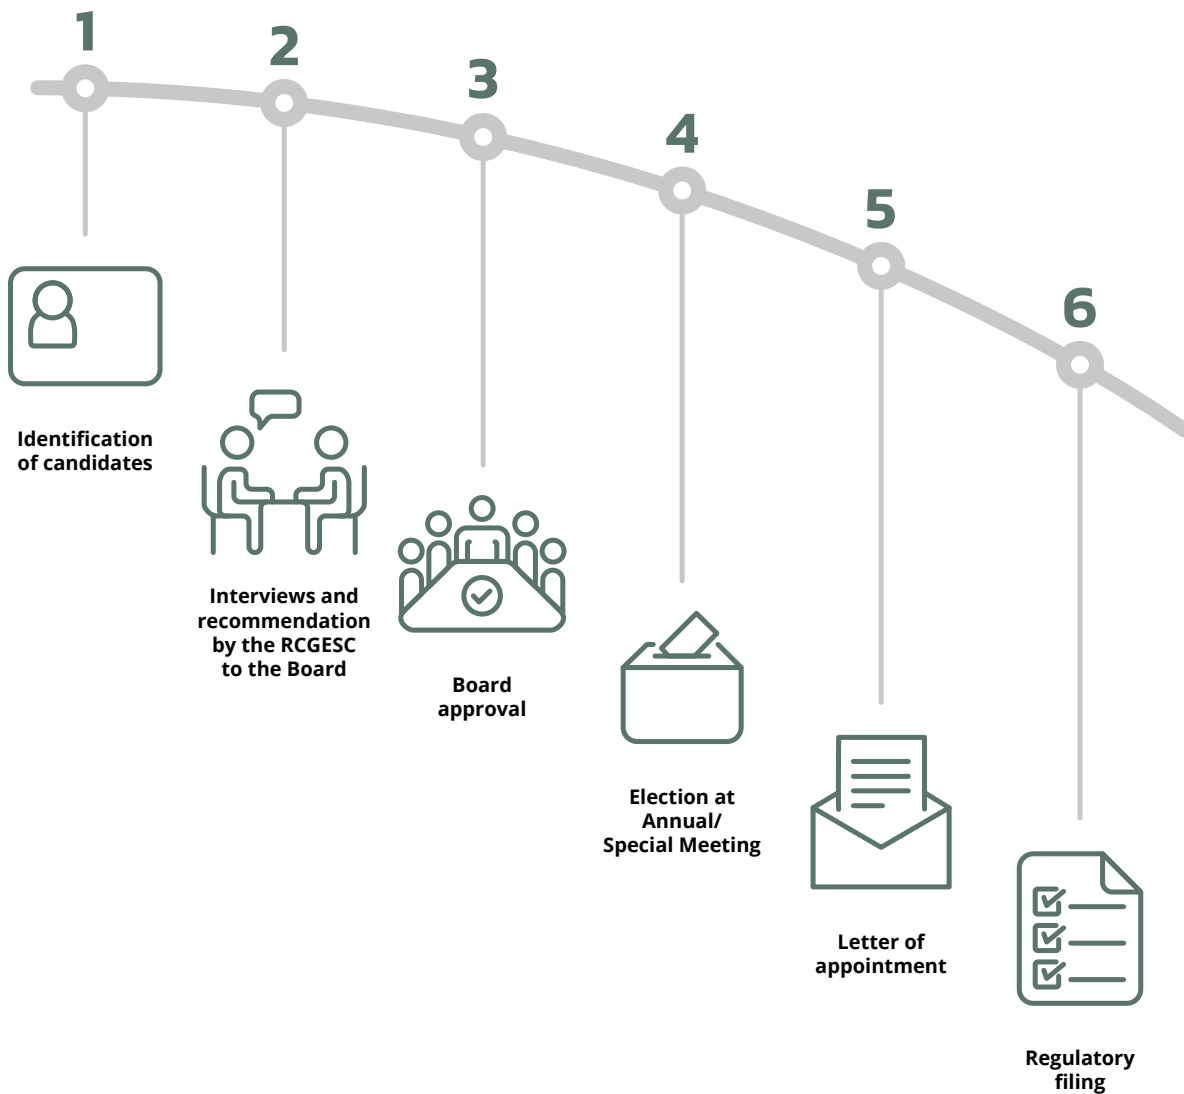 1
2
3
4
5
6
Identification
of candidates
Interviews and
recommendation
by the RCGESC
to the Board
Board
approval
Election at
Annual/
Special Meeting
Letter of
appointment
Regulatory
filing